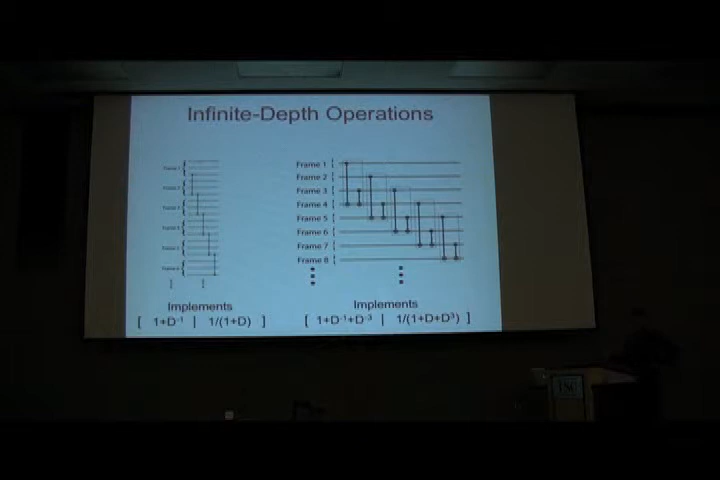 Infinite-Depth Operations
Frame 1
Frame 2
Frame 3
Frame 4
Frame 5
Frame 6
Frame 7
Frame 8
Implements
[ 1+D⁻¹ | 1/(1+D) ]
Implements
[ 1+D⁻¹+D⁻³ | 1/(1+D+D³) ]
USC